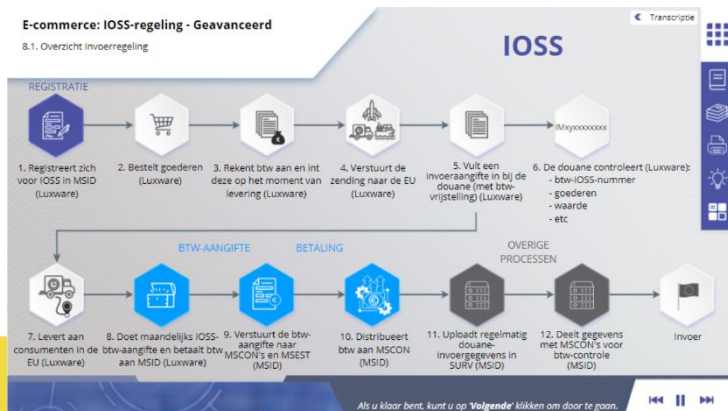 E-commerce: IOSS-regeling - Geavanceerd
8.1. Overzicht Invoerregeling
Transcriptie
IOSS
REGISTRATIE
IMxyxxxxxxxx
1. Registreert zich
voor IOSS in MSID
(Luxware)
2. Bestelt goederen
(Luxware)
3. Rekent btw aan en int
deze op het moment van
levering (Luxware)
4. Verstuurt de
zending naar de EU
(Luxware)
5. Vult een
invoeraangifte in bij de
douane (met btw-
vrijstelling) (Luxware)
6. De douane controleert (Luxware):
- btw-IOSS-nummer
- goederen
- waarde
- etc
BTW-AANGIFTE
BETALING
OVERIGE
PROCESSEN
7. Levert aan
consumenten in de
EU (Luxware)
8. Doet maandelijks IOSS-
btw-aangifte en betaalt btw
aan MSID (Luxware)
9. Verstuurt de btw-
aangifte naar
MSCON's en MSEST
(MSID)
10. Distribueert
btw aan MSCON
(MSID)
11. Uploadt regelmatig
douane-
invoergegevens in
SURV (MSID)
12. Deelt gegevens
met MSCON's voor
btw-controle
(MSID)
Invoer
Als u klaar bent, kunt u op 'Volgende' klikken om door te gaan.